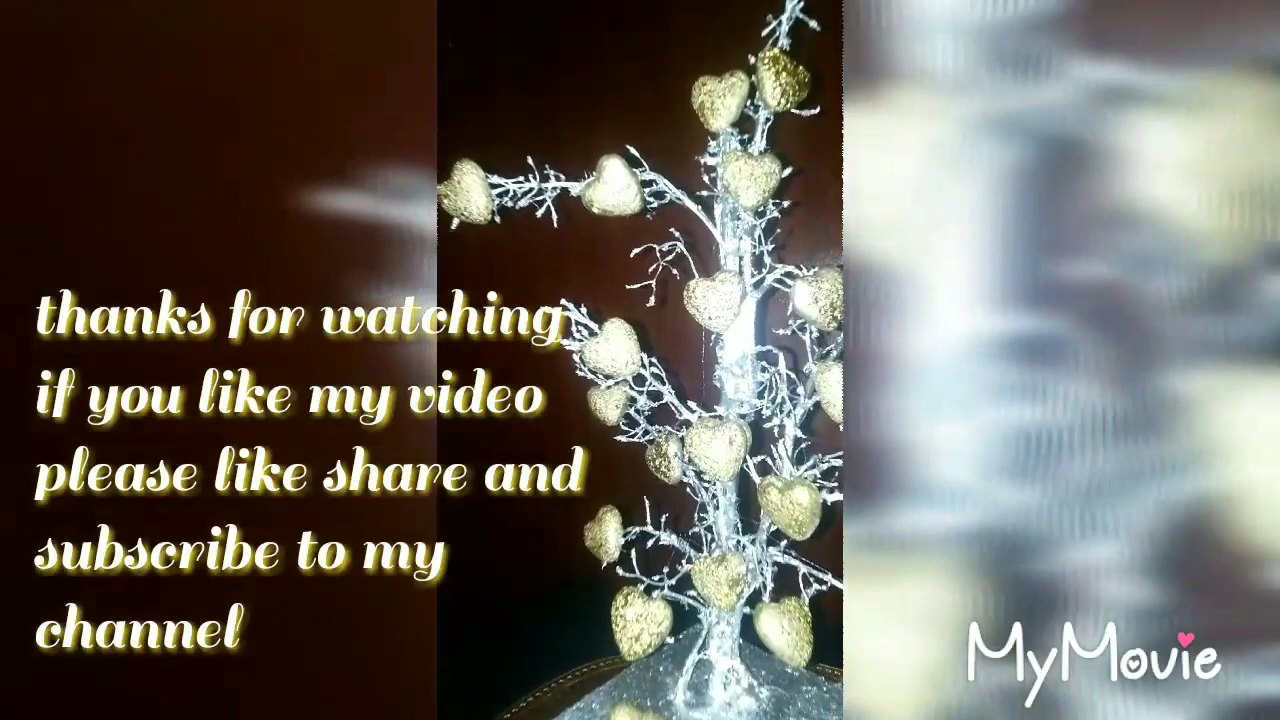 thanks for watching
if you like my video
please like share and
subscribe to my
channel
MyMovie